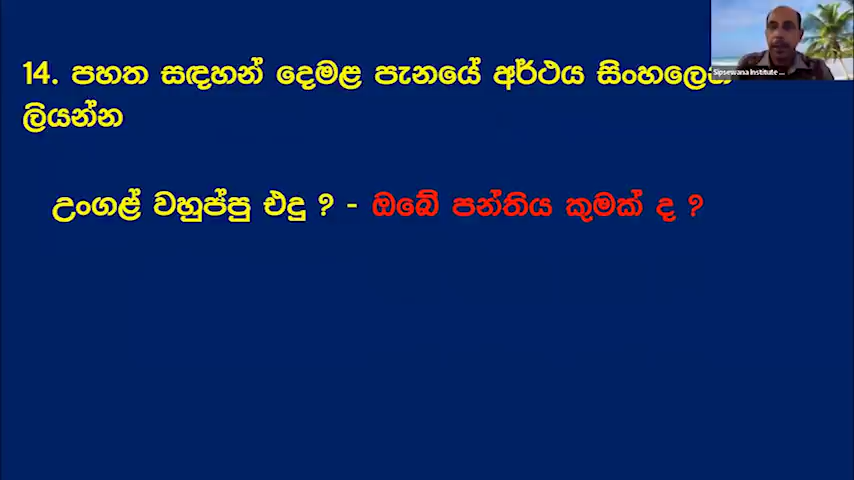 14. පහත සඳහන් දෙමළ පැනයේ අර්ථය සිංහලෙන්
ලියන්න
උංගළ් වහුප්පු එදු ? - ඔබේ පන්තිය කුමක් ද ?
Sipsewana Institute ...